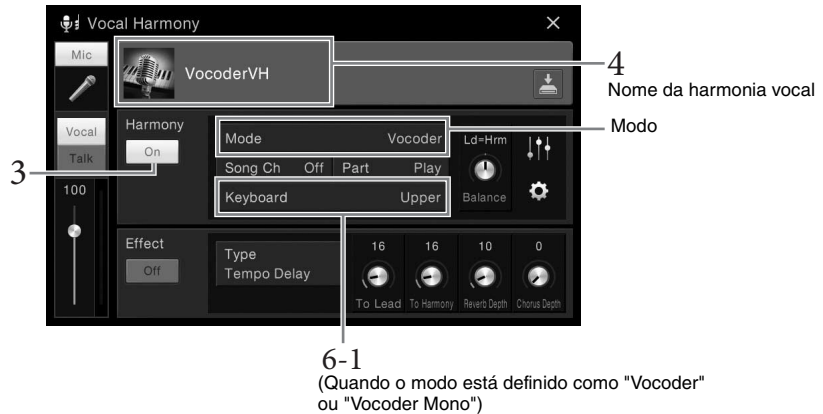 Vocal Harmony
Mic
VocoderVH
4
Nome da harmonia vocal
Vocal
Talk
Harmony
On
Mode Vocoder
Ld=Hrm
Modo
3
Song Ch Off Part Play
100
Keyboard Upper
Balance
Effect
Off
Type
Tempo Delay
16 16 10 0
To Lead To Harmony Reverb Depth Chorus Depth
6-1
(Quando o modo está definido como "Vocoder"
ou "Vocoder Mono")